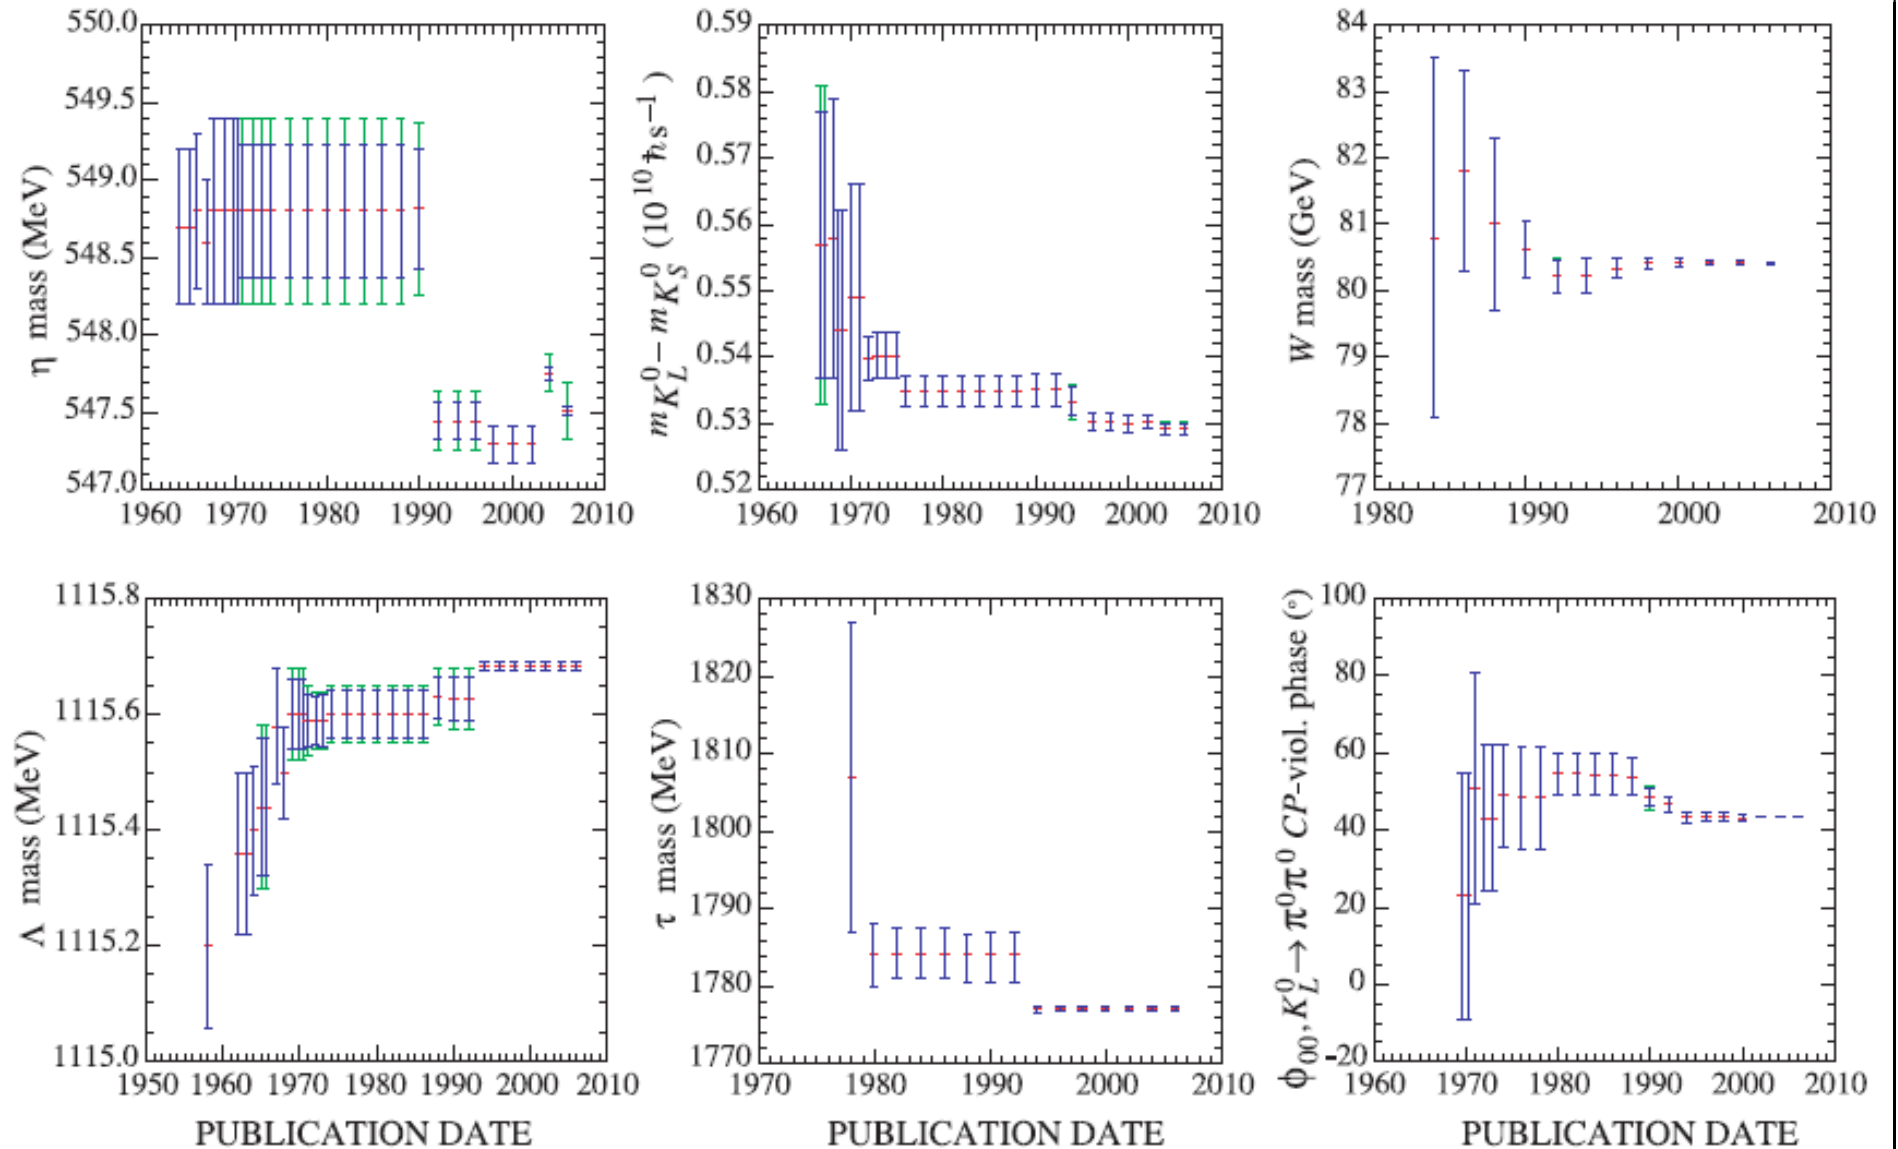 η mass (MeV)
550.0
549.5
549.0
548.5
548.0
547.5
547.0
1960 1970 1980 1990 2000 2010
m_{K_L^0} − m_{K_S^0} (10^{10} ħ s^{−1})
0.59
0.58
0.57
0.56
0.55
0.54
0.53
0.52
1960 1970 1980 1990 2000 2010
W mass (GeV)
84
83
82
81
80
79
78
77
1980 1990 2000 2010
Λ mass (MeV)
1115.8
1115.6
1115.4
1115.2
1115.0
1950 1960 1970 1980 1990 2000 2010
PUBLICATION DATE
τ mass (MeV)
1830
1820
1810
1800
1790
1780
1770
1970 1980 1990 2000 2010
PUBLICATION DATE
ϕ_{00}, K_L^0 → π^0π^0 CP-viol. phase (°)
100
80
60
40
20
0
-20
1960 1970 1980 1990 2000 2010
PUBLICATION DATE